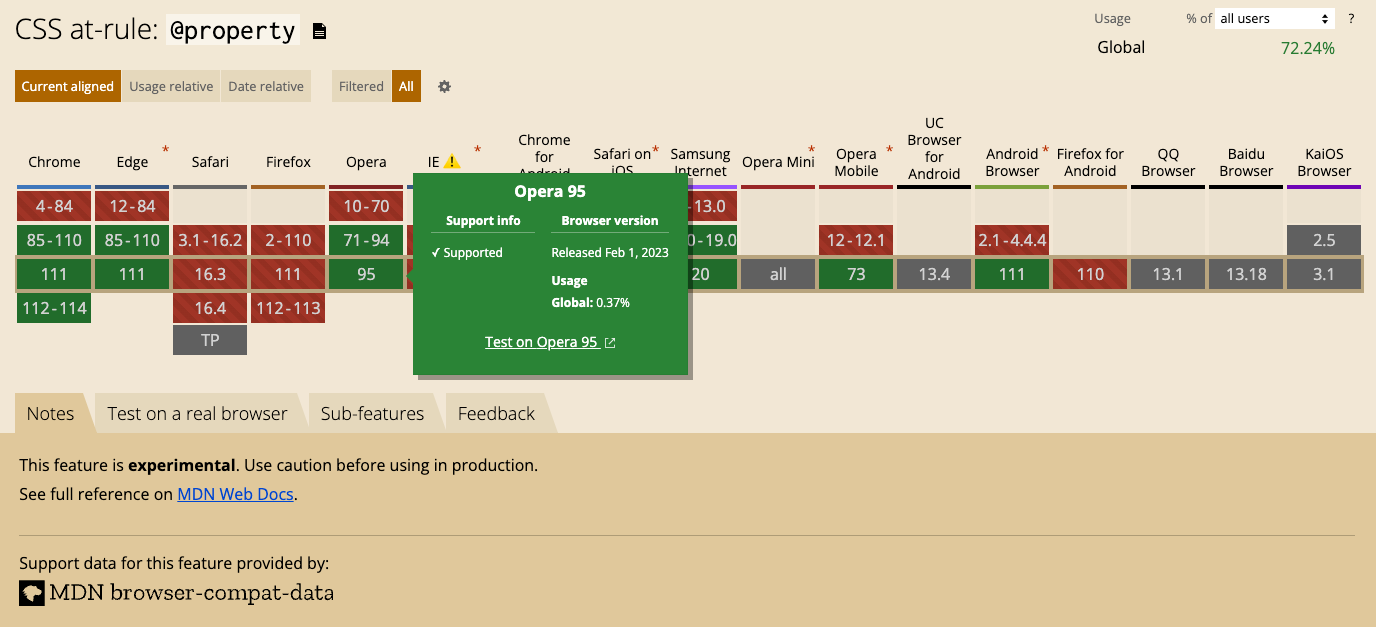 CSS at-rule: @property
Usage % of all users ?
Global 72.24%
Current aligned Usage relative Date relative Filtered All
Chrome Edge * Safari Firefox Opera IE * Chrome for Android Safari on iOS * Samsung Internet Opera Mini * Opera Mobile * UC Browser for Android Android Browser * Firefox for Android QQ Browser Baidu Browser KaiOS Browser
4-84 12-84 10-70 -13.0
85-110 85-110 3.1-16.2 2-110 71-94 0-19.0 12-12.1 2.1-4.4.4 2.5
111 111 16.3 111 95 20 all 73 13.4 111 110 13.1 13.18 3.1
112-114 16.4 112-113
TP
Opera 95
Support info Browser version
✓ Supported Released Feb 1, 2023
Usage
Global: 0.37%
Test on Opera 95
Notes Test on a real browser Sub-features Feedback
This feature is experimental. Use caution before using in production.
See full reference on MDN Web Docs.
Support data for this feature provided by:
MDN browser-compat-data